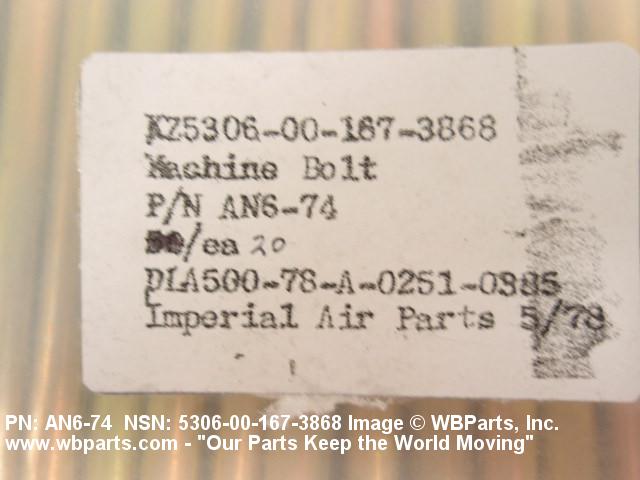 KZ5306-00-167-3868
Machine Bolt
P/N AN6-74
/ea 20
DLA500-78-A-0251-0385
Imperial Air Parts 5/78
PN: AN6-74 NSN: 5306-00-167-3868 Image © WBParts, Inc.
www.wbparts.com - "Our Parts Keep the World Moving"